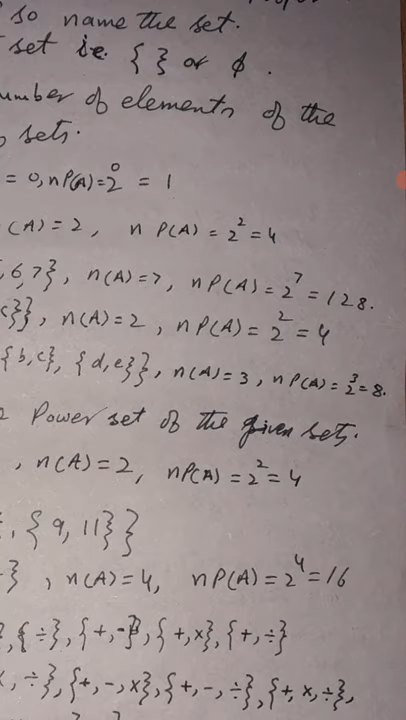 so name the set.
set i.e. { } or ϕ.
number of elements of the
sets.
= 0, n P(A) = 2⁰ = 1
(A) = 2, n P(A) = 2² = 4
, 6, 7}, n(A) = 7, n P(A) = 2⁷ = 128.
c}}, n(A) = 2, n P(A) = 2² = 4
{b, c}, {d, e}}, n(A) = 3, n P(A) = 2³ = 8.
Power set of the given sets.
, n(A) = 2, n P(A) = 2² = 4
, {9, 11}}
}, n(A) = 4, n P(A) = 2⁴ = 16
, {÷}, {+, -}, {+, ×}, {+, ÷}
, ÷}, {+, -, ×}, {+, -, ÷}, {+, ×, ÷},